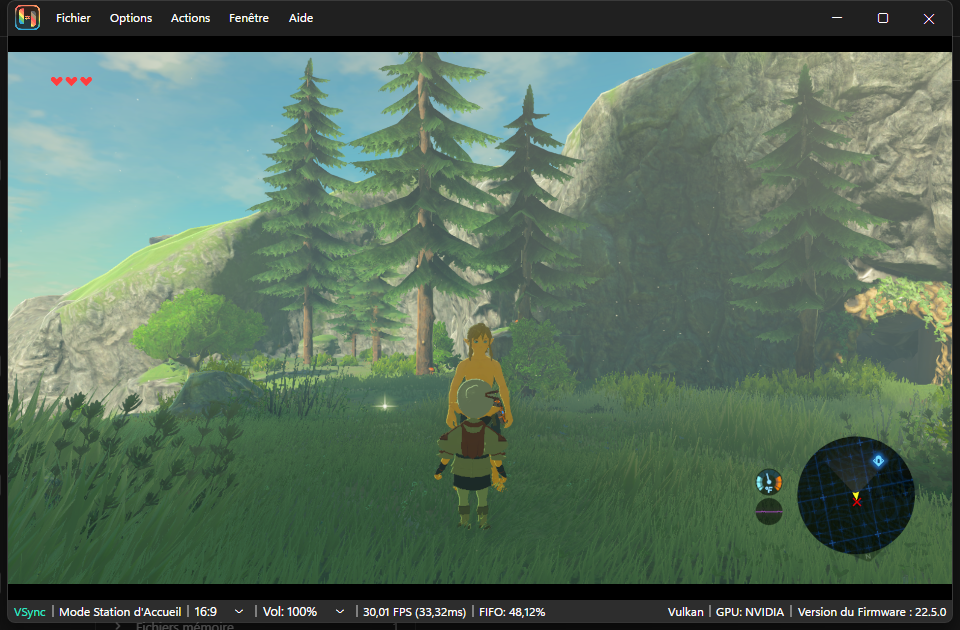 Fichier Options Actions Fenêtre Aide
°F
N
VSync | Mode Station d'Accueil | 16:9 | Vol: 100% | 30,01 FPS (33,32ms) | FIFO: 48,12% Vulkan | GPU: NVIDIA | Version du Firmware : 22.5.0
Fichiers mémoire 1